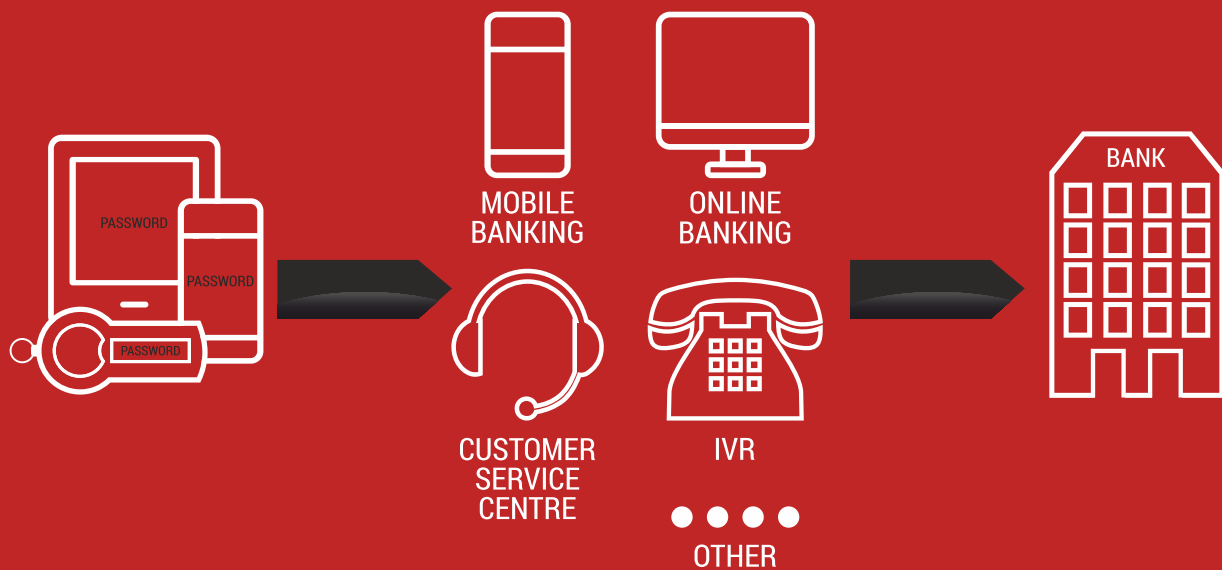 PASSWORD
PASSWORD
PASSWORD
MOBILE
BANKING
ONLINE
BANKING
CUSTOMER
SERVICE
CENTRE
IVR
OTHER
BANK